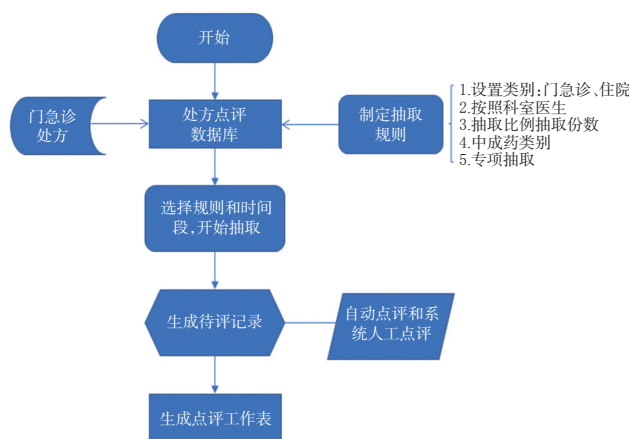 开始
门急诊
处方
处方点评
数据库
制定抽取
规则
1.设置类别:门急诊、住院
2.按照科室医生
3.抽取比例抽取份数
4.中成药类别
5.专项抽取
选择规则和时间
段,开始抽取
生成待评记录
自动点评和系
统人工点评
生成点评工作表